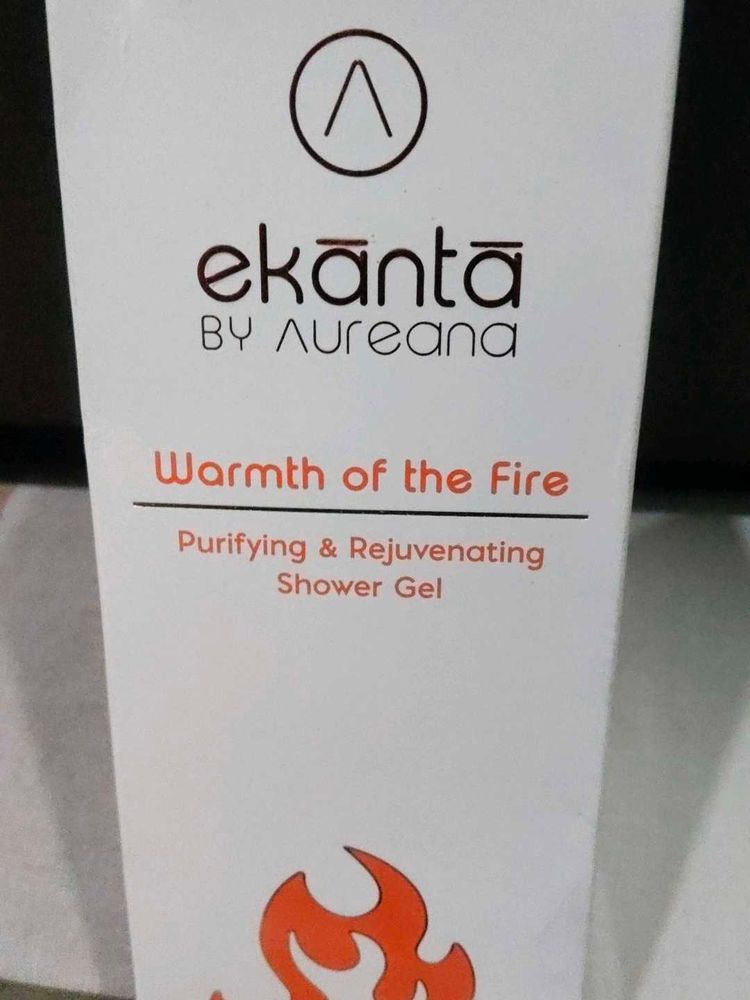 ekāntā
BY Aureana
Warmth of the Fire
Purifying & Rejuvenating
Shower Gel